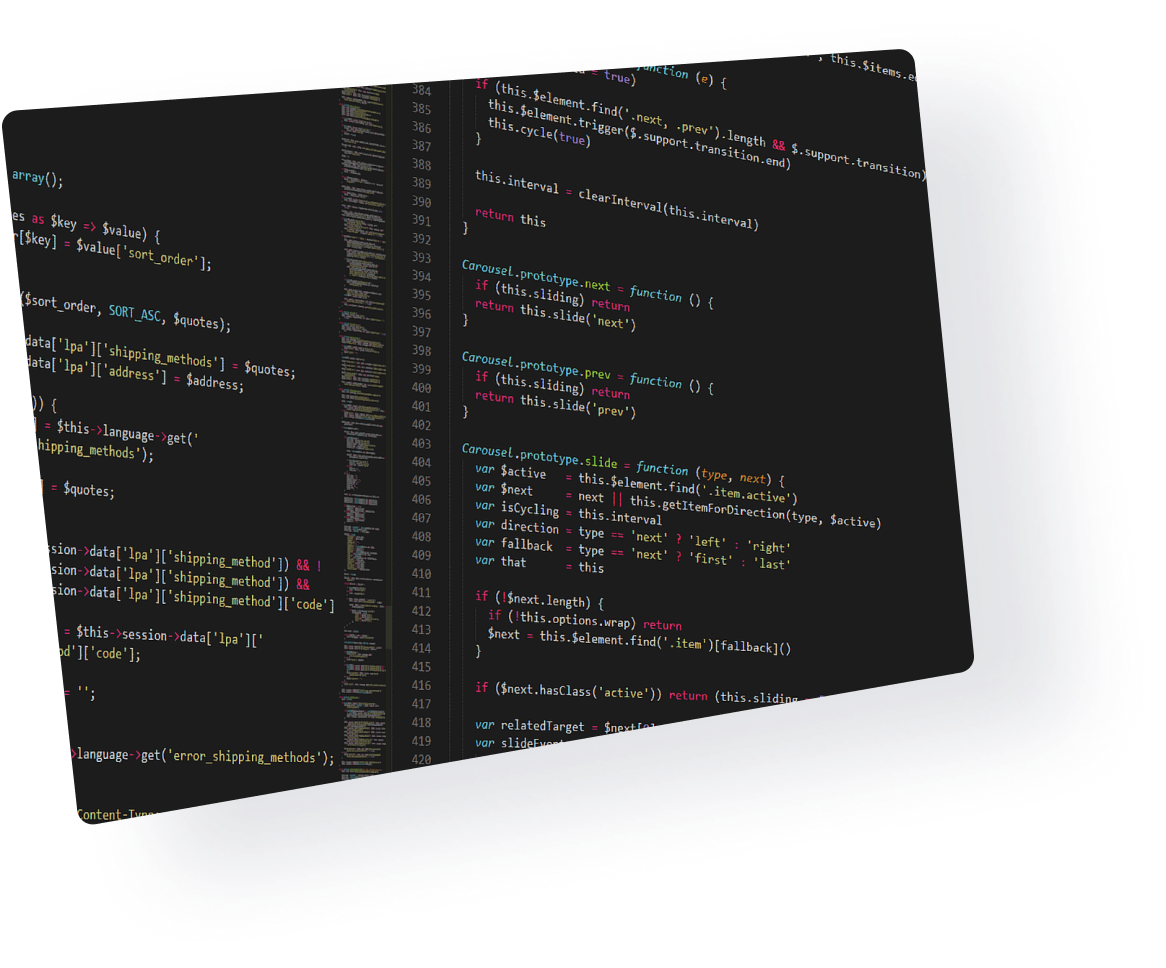 array();
es as $key => $value) {
r[$key] = $value['sort_order'];
($sort_order, SORT_ASC, $quotes);
data['lpa']['shipping_methods'] = $quotes;
data['lpa']['address'] = $address;
)) {
] = $this->language->get('
hipping_methods');
] = $quotes;
ssion->data['lpa']['shipping_method']) && !
sion->data['lpa']['shipping_method']) &&
sion->data['lpa']['shipping_method']['code']
= $this->session->data['lpa']['
od']['code'];
= '';
>language->get('error_shipping_methods');
Content-Type
, this.$items.e
= true)
function (e) {
384 if (this.$element.find('.next, .prev').length && $.support.transition)
385 this.$element.trigger($.support.transition.end)
386 this.cycle(true)
387 }
388
389 this.interval = clearInterval(this.interval)
390
391 return this
392 }
393
394 Carousel.prototype.next = function () {
395 if (this.sliding) return
396 return this.slide('next')
397 }
398
399 Carousel.prototype.prev = function () {
400 if (this.sliding) return
401 return this.slide('prev')
402 }
403
404 Carousel.prototype.slide = function (type, next) {
405 var $active = this.$element.find('.item.active')
406 var $next = next || this.getItemForDirection(type, $active)
407 var isCycling = this.interval
408 var direction = type == 'next' ? 'left' : 'right'
409 var fallback = type == 'next' ? 'first' : 'last'
410 var that = this
411
412 if (!$next.length) {
413 if (!this.options.wrap) return
414 $next = this.$element.find('.item')[fallback]()
415 }
416
417 if ($next.hasClass('active')) return (this.sliding
418
419 var relatedTarget = $next[0]
420 var slideEvent